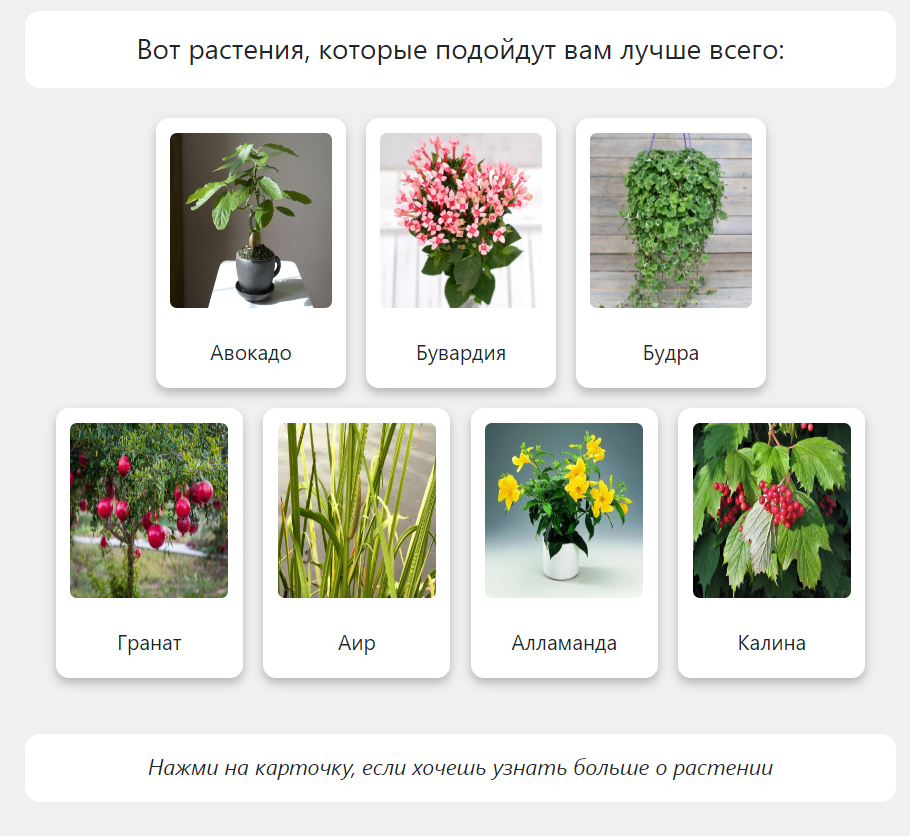 Вот растения, которые подойдут вам лучше всего:
Авокадо
Бувардия
Будра
Гранат
Аир
Алламанда
Калина
Нажми на карточку, если хочешь узнать больше о растении